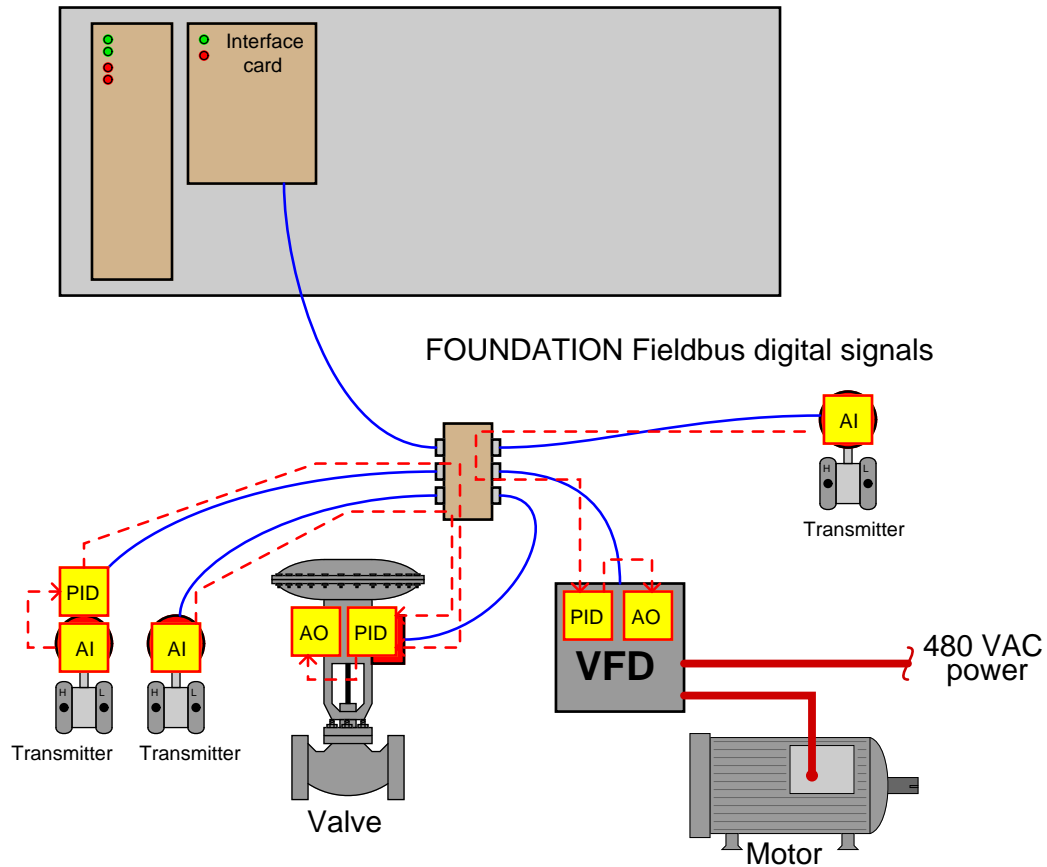 Interface
card
FOUNDATION Fieldbus digital signals
AI
H L
Transmitter
PID
AI
AI
AO
PID
PID
AO
VFD
480 VAC
power
H L
H L
Transmitter
Transmitter
Valve
Motor